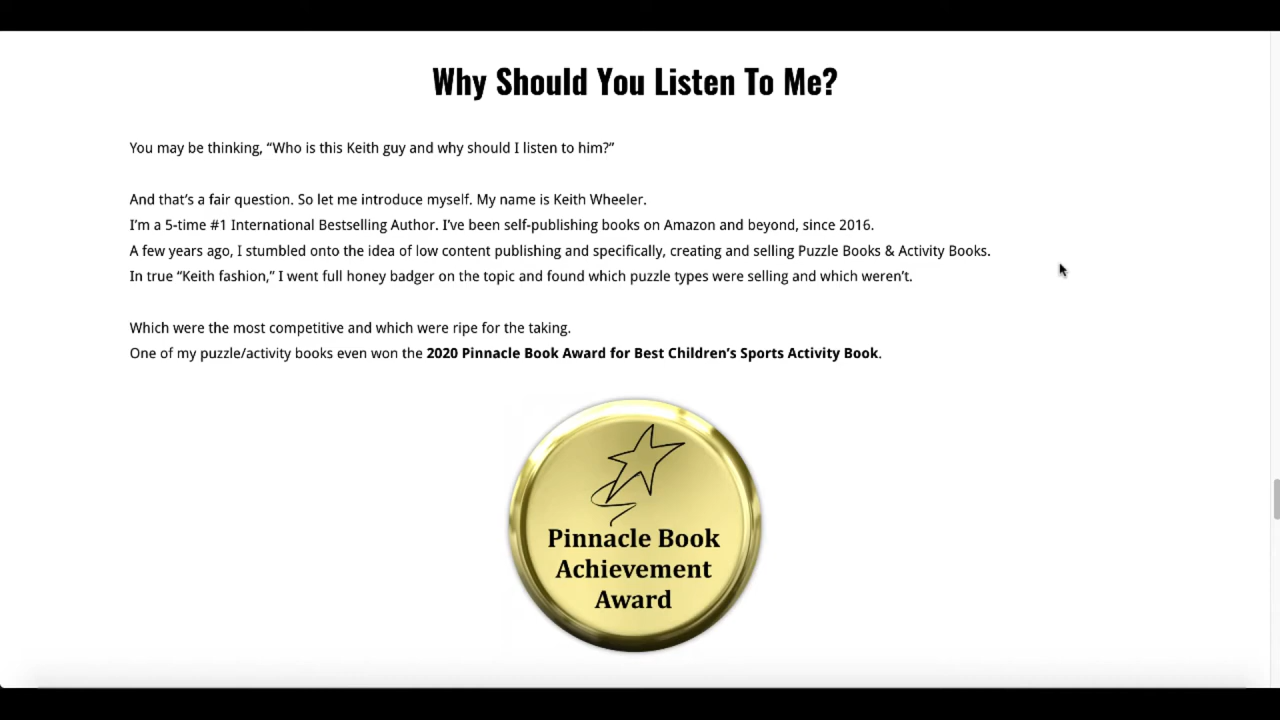 Why Should You Listen To Me?
You may be thinking, “Who is this Keith guy and why should I listen to him?”
And that’s a fair question. So let me introduce myself. My name is Keith Wheeler.
I’m a 5-time #1 International Bestselling Author. I’ve been self-publishing books on Amazon and beyond, since 2016.
A few years ago, I stumbled onto the idea of low content publishing and specifically, creating and selling Puzzle Books & Activity Books.
In true “Keith fashion,” I went full honey badger on the topic and found which puzzle types were selling and which weren’t.
Which were the most competitive and which were ripe for the taking.
One of my puzzle/activity books even won the 2020 Pinnacle Book Award for Best Children’s Sports Activity Book.
Pinnacle Book
Achievement
Award